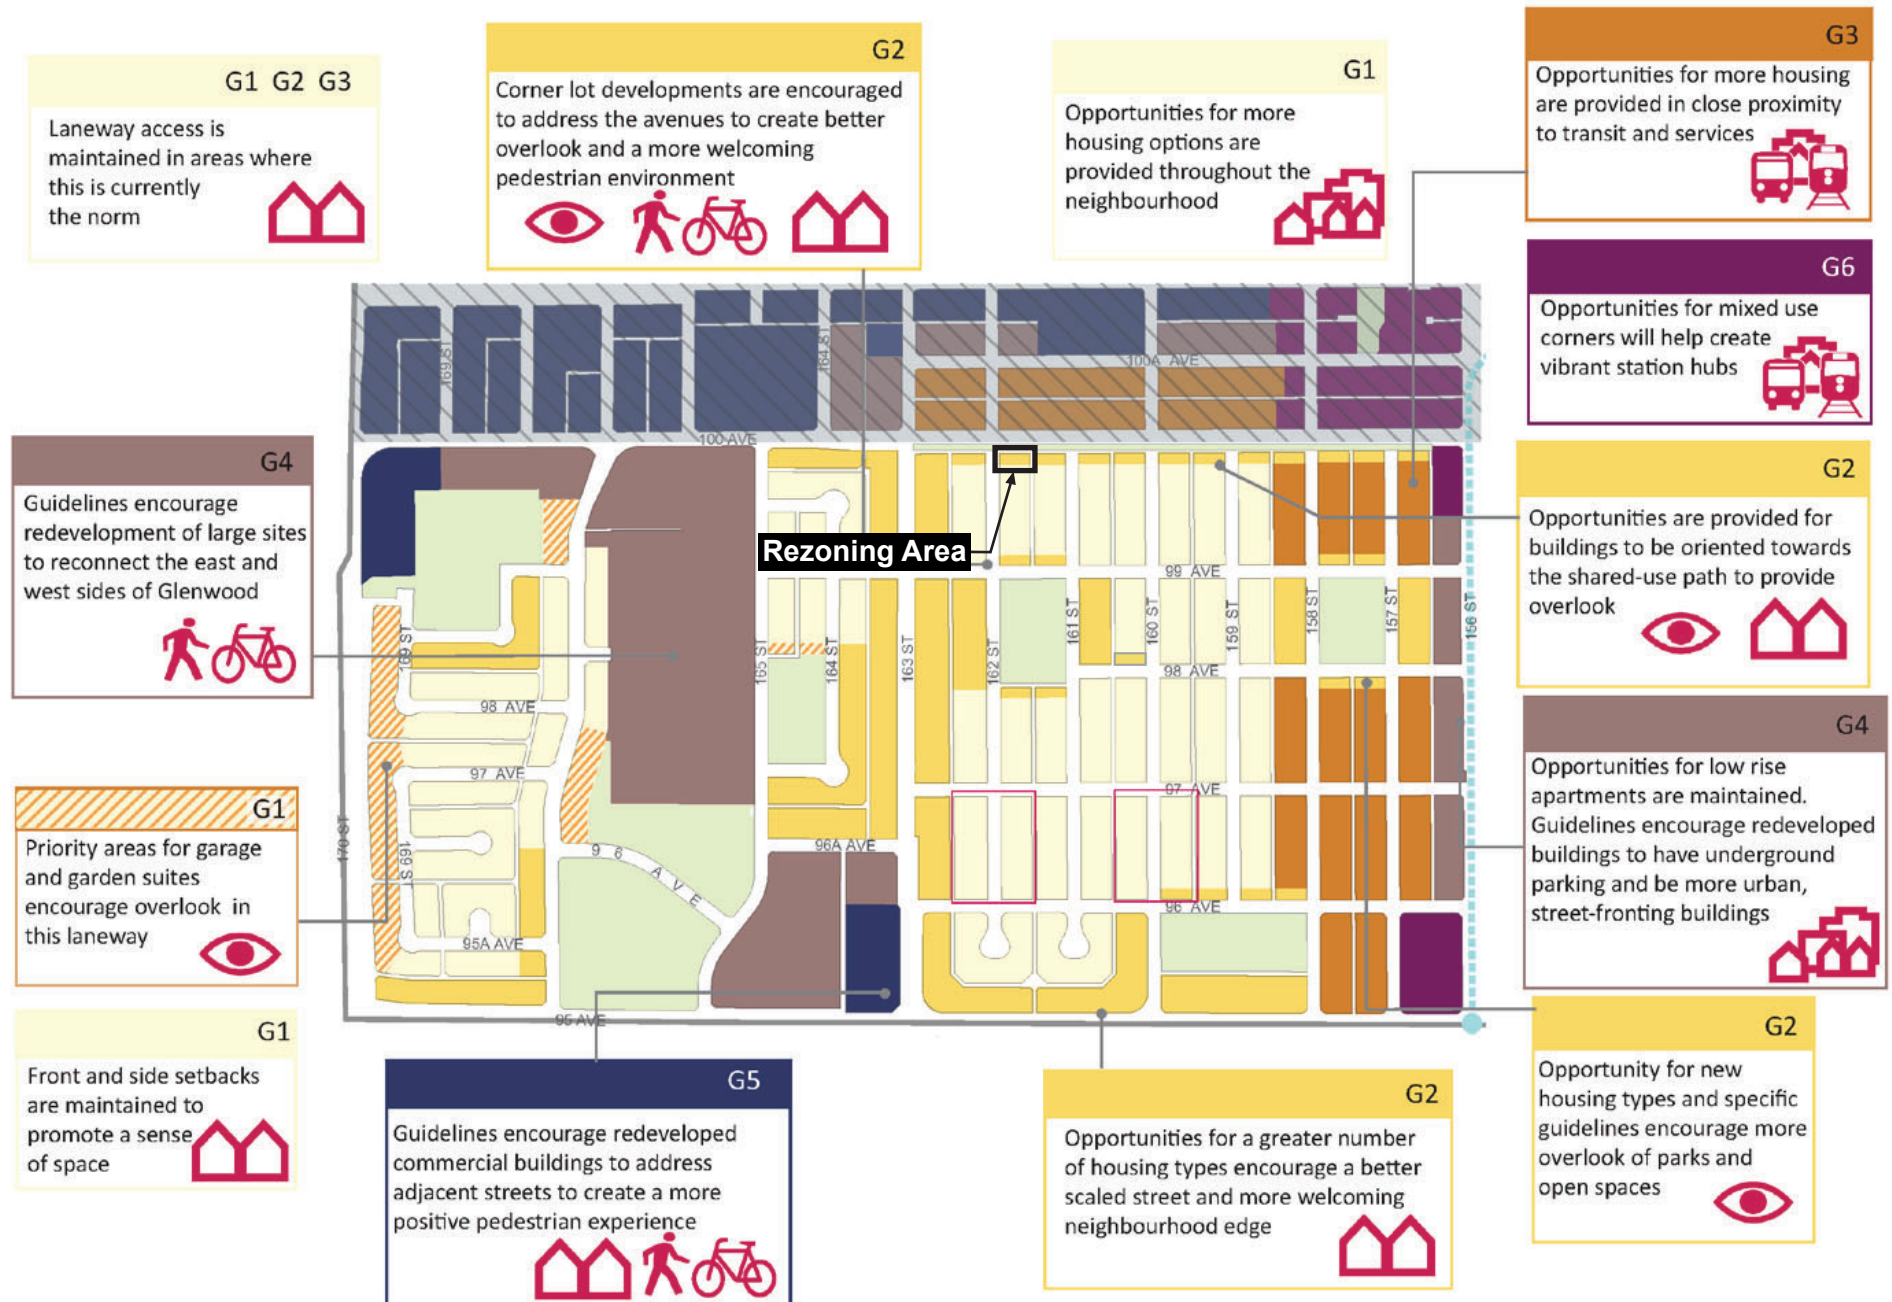 G1 G2 G3
Laneway access is
maintained in areas where
this is currently
the norm
G2
Corner lot developments are encouraged
to address the avenues to create better
overlook and a more welcoming
pedestrian environment
G1
Opportunities for more
housing options are
provided throughout the
neighbourhood
G3
Opportunities for more housing
are provided in close proximity
to transit and services
G6
Opportunities for mixed use
corners will help create
vibrant station hubs
G4
Guidelines encourage
redevelopment of large sites
to reconnect the east and
west sides of Glenwood
G2
Opportunities are provided for
buildings to be oriented towards
the shared-use path to provide
overlook
G1
Priority areas for garage
and garden suites
encourage overlook in
this laneway
G4
Opportunities for low rise
apartments are maintained.
Guidelines encourage redeveloped
buildings to have underground
parking and be more urban,
street-fronting buildings
G1
Front and side setbacks
are maintained to
promote a sense
of space
G5
Guidelines encourage redeveloped
commercial buildings to address
adjacent streets to create a more
positive pedestrian experience
G2
Opportunities for a greater number
of housing types encourage a better
scaled street and more welcoming
neighbourhood edge
G2
Opportunity for new
housing types and specific
guidelines encourage more
overlook of parks and
open spaces
169 ST
164 ST
100A AVE
100 AVE
Rezoning Area
99 AVE
169 ST
165 ST
164 ST
163 ST
162 ST
161 ST
160 ST
159 ST
158 ST
157 ST
156 ST
98 AVE
98 AVE
97 AVE
97 AVE
170 ST
169 ST
96 AVE
96A AVE
96 AVE
95A AVE
95 AVE